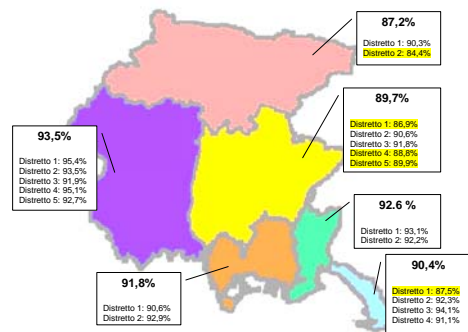 87,2%
Distretto 1: 90,3%
Distretto 2: 84,4%
89,7%
Distretto 1: 86,9%
Distretto 2: 90,6%
Distretto 3: 91,8%
Distretto 4: 88,8%
Distretto 5: 89,9%
93,5%
Distretto 1: 95,4%
Distretto 2: 93,5%
Distretto 3: 91,9%
Distretto 4: 95,1%
Distretto 5: 92,7%
92.6 %
Distretto 1: 93,1%
Distretto 2: 92,2%
90,4%
Distretto 1: 87,5%
Distretto 2: 92,3%
Distretto 3: 94,1%
Distretto 4: 91,1%
91,8%
Distretto 1: 90,6%
Distretto 2: 92,9%